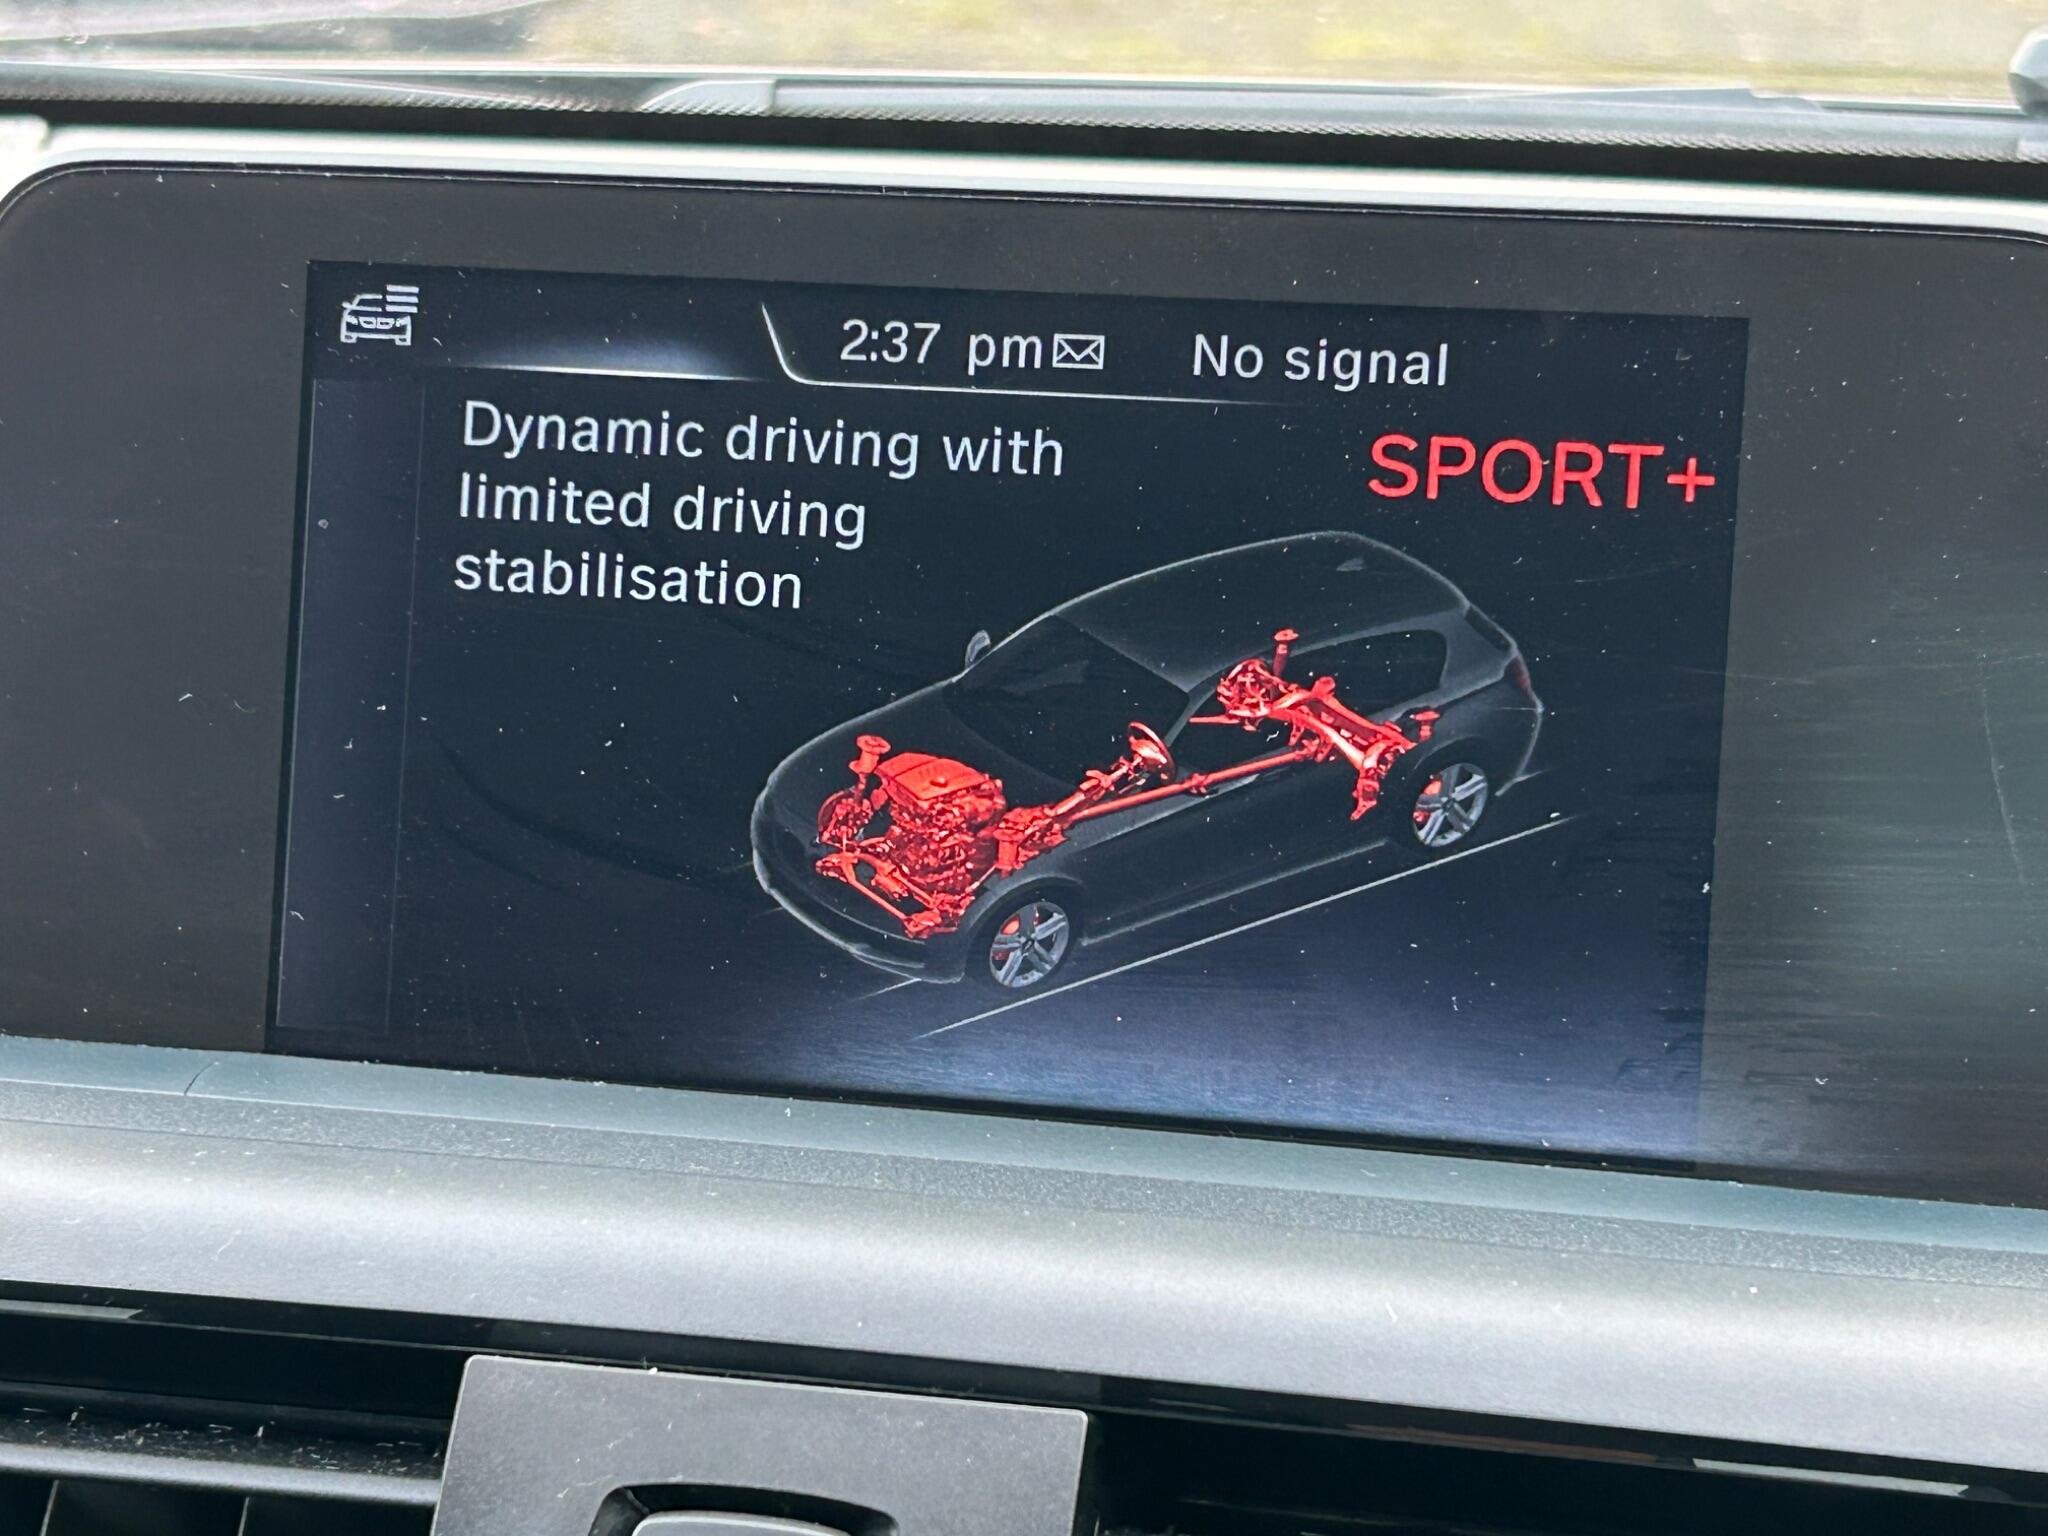 2:37 pm No signal
Dynamic driving with
limited driving
stabilisation
SPORT+